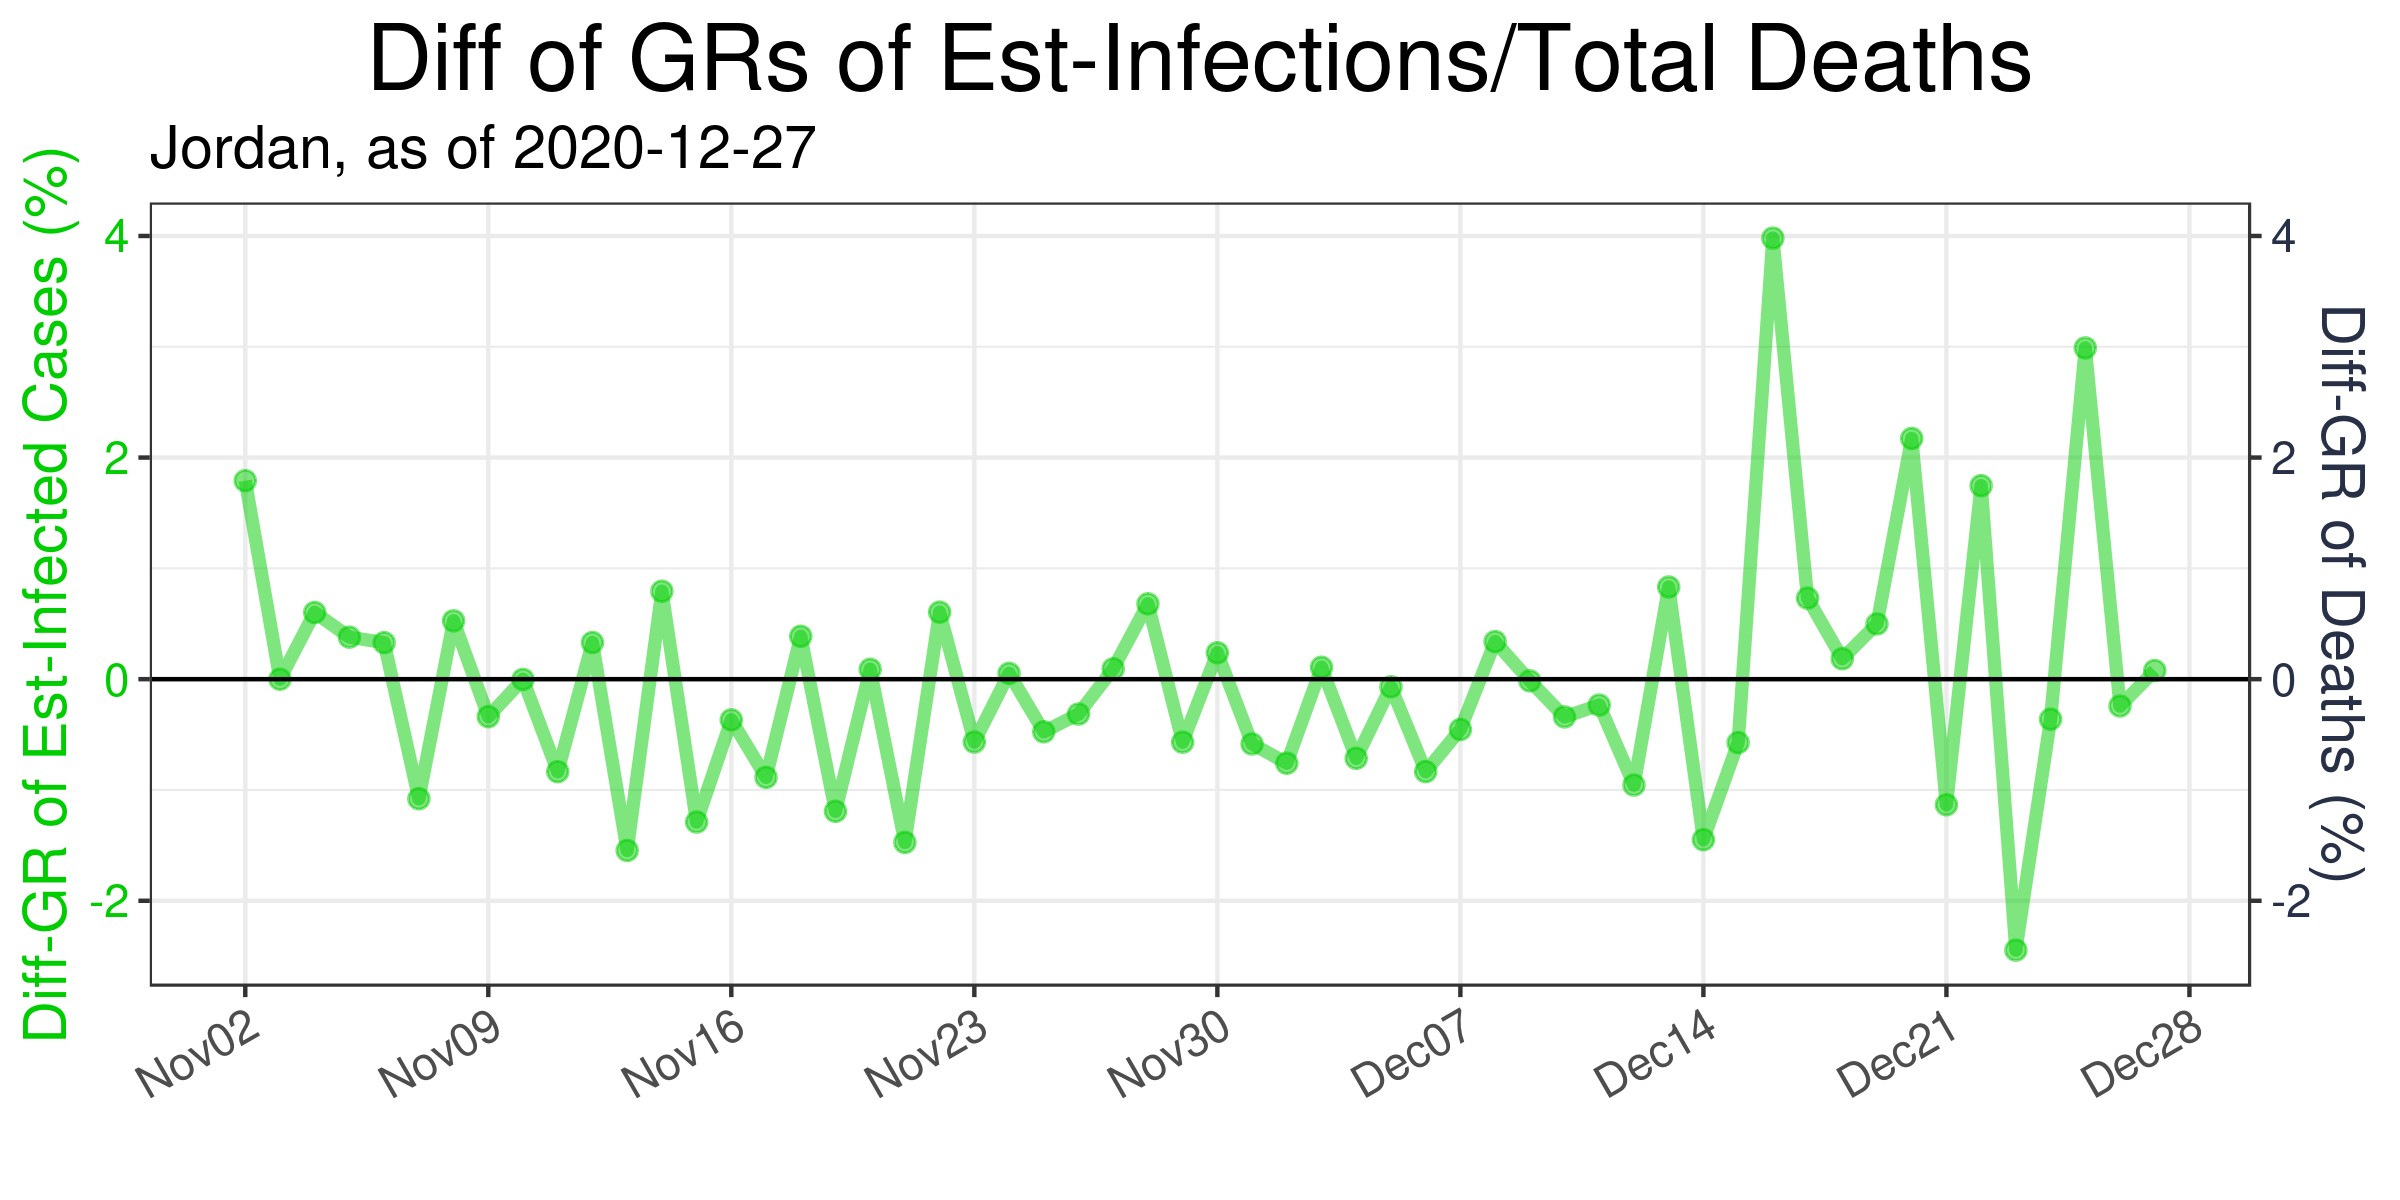 Diff of GRs of Est-Infections/Total Deaths
Jordan, as of 2020-12-27
Diff-GR of Est-Infected Cases (%)
4
2
0
-2
4
2
0
-2
Diff-GR of Deaths (%)
Nov02
Nov09
Nov16
Nov23
Nov30
Dec07
Dec14
Dec21
Dec28